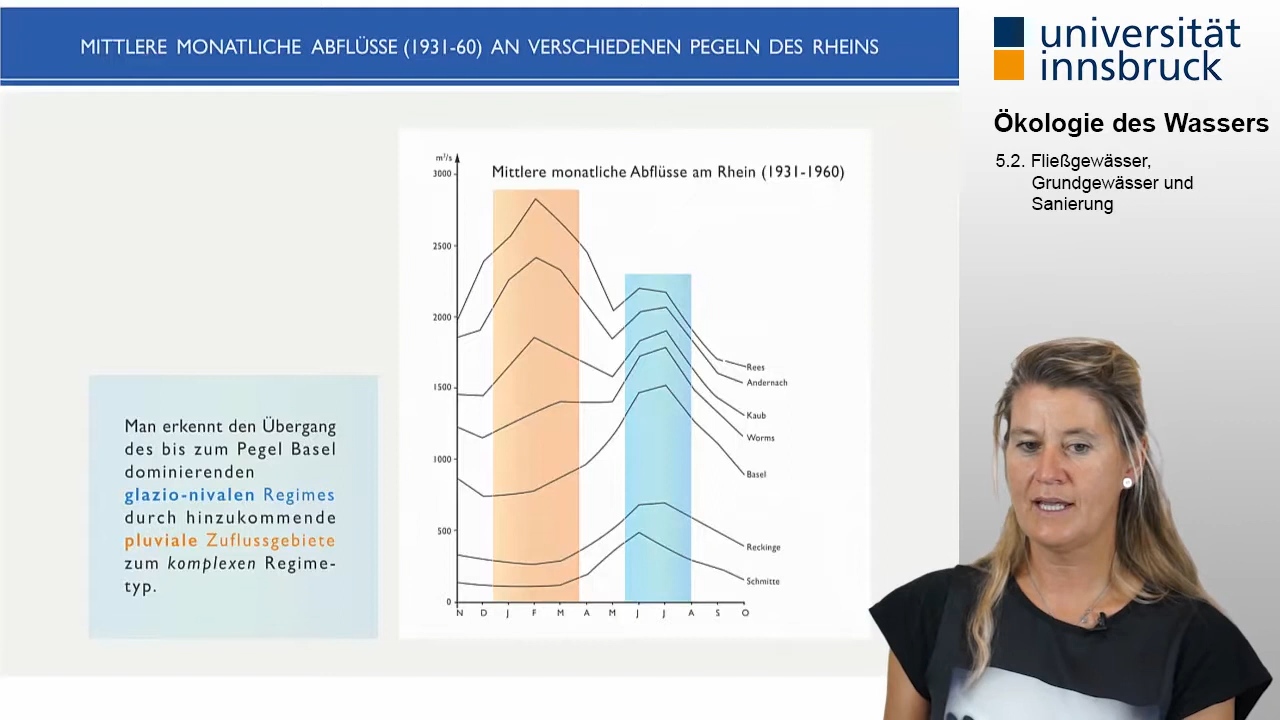 MITTLERE MONATLICHE ABFLÜSSE (1931-60) AN VERSCHIEDENEN PEGELN DES RHEINS
universität
innsbruck
Ökologie des Wassers
5.2. Fließgewässer,
Grundgewässer und
Sanierung
m³/s
Mittlere monatliche Abflüsse am Rhein (1931-1960)
3000
2500
2000
1500
1000
500
0
Rees
Andernach
Kaub
Worms
Basel
Reckinge
Schmitte
N D J F M A M J J A S O
Man erkennt den Übergang
des bis zum Pegel Basel
dominierenden
glazio-nivalen Regimes
durch hinzukommende
pluviale Zuflussgebiete
zum komplexen Regime-
typ.